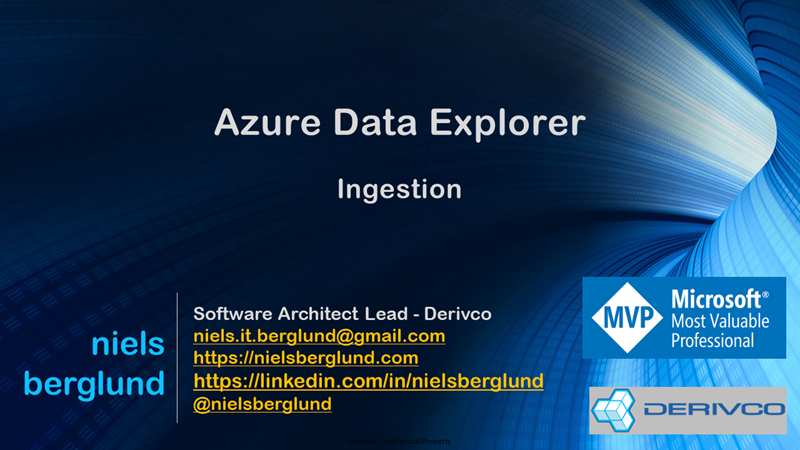 Azure Data Explorer
Ingestion
niels
berglund
Software Architect Lead - Derivco
niels.it.berglund@gmail.com
https://nielsberglund.com
https://linkedin.com/in/nielsberglund
@nielsberglund
MVP
Microsoft®
Most Valuable
Professional
DERIVCO
Property